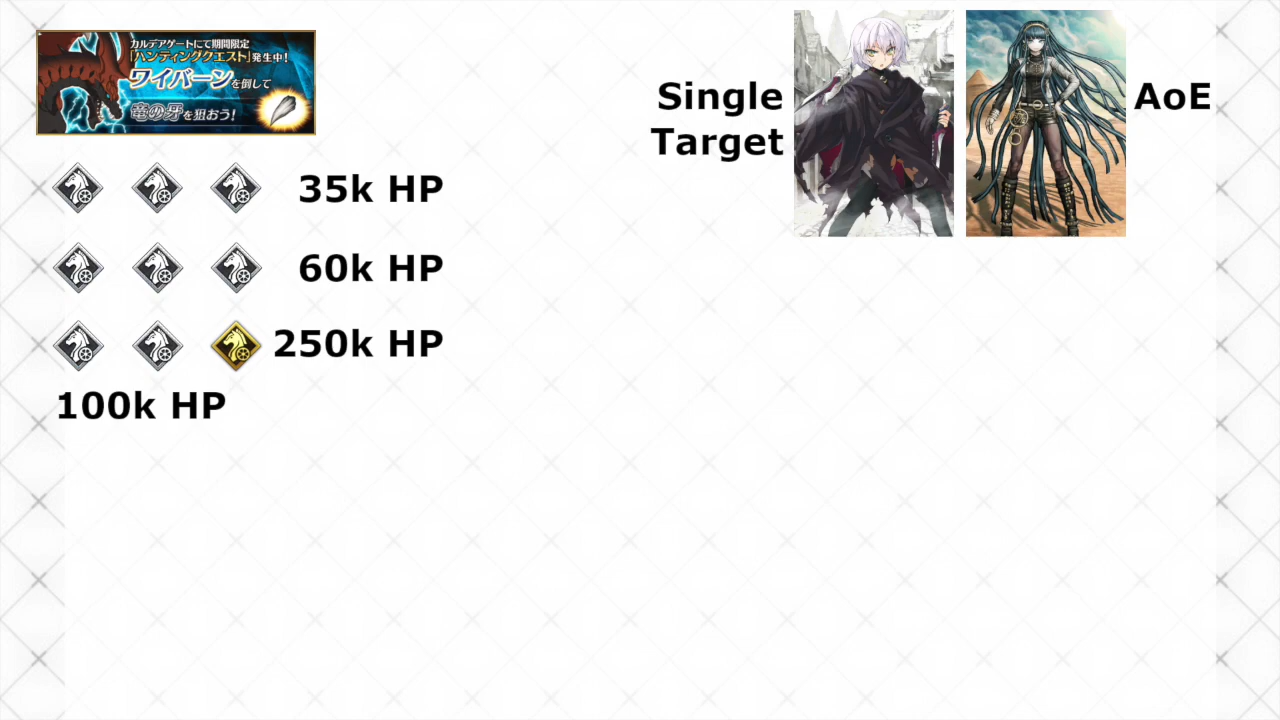 カルデアゲートにて期間限定
「ハンティングクエスト」発生中!
ワイバーンを倒して
竜の牙を狙おう!
35k HP
60k HP
250k HP
100k HP
Single
Target
AoE